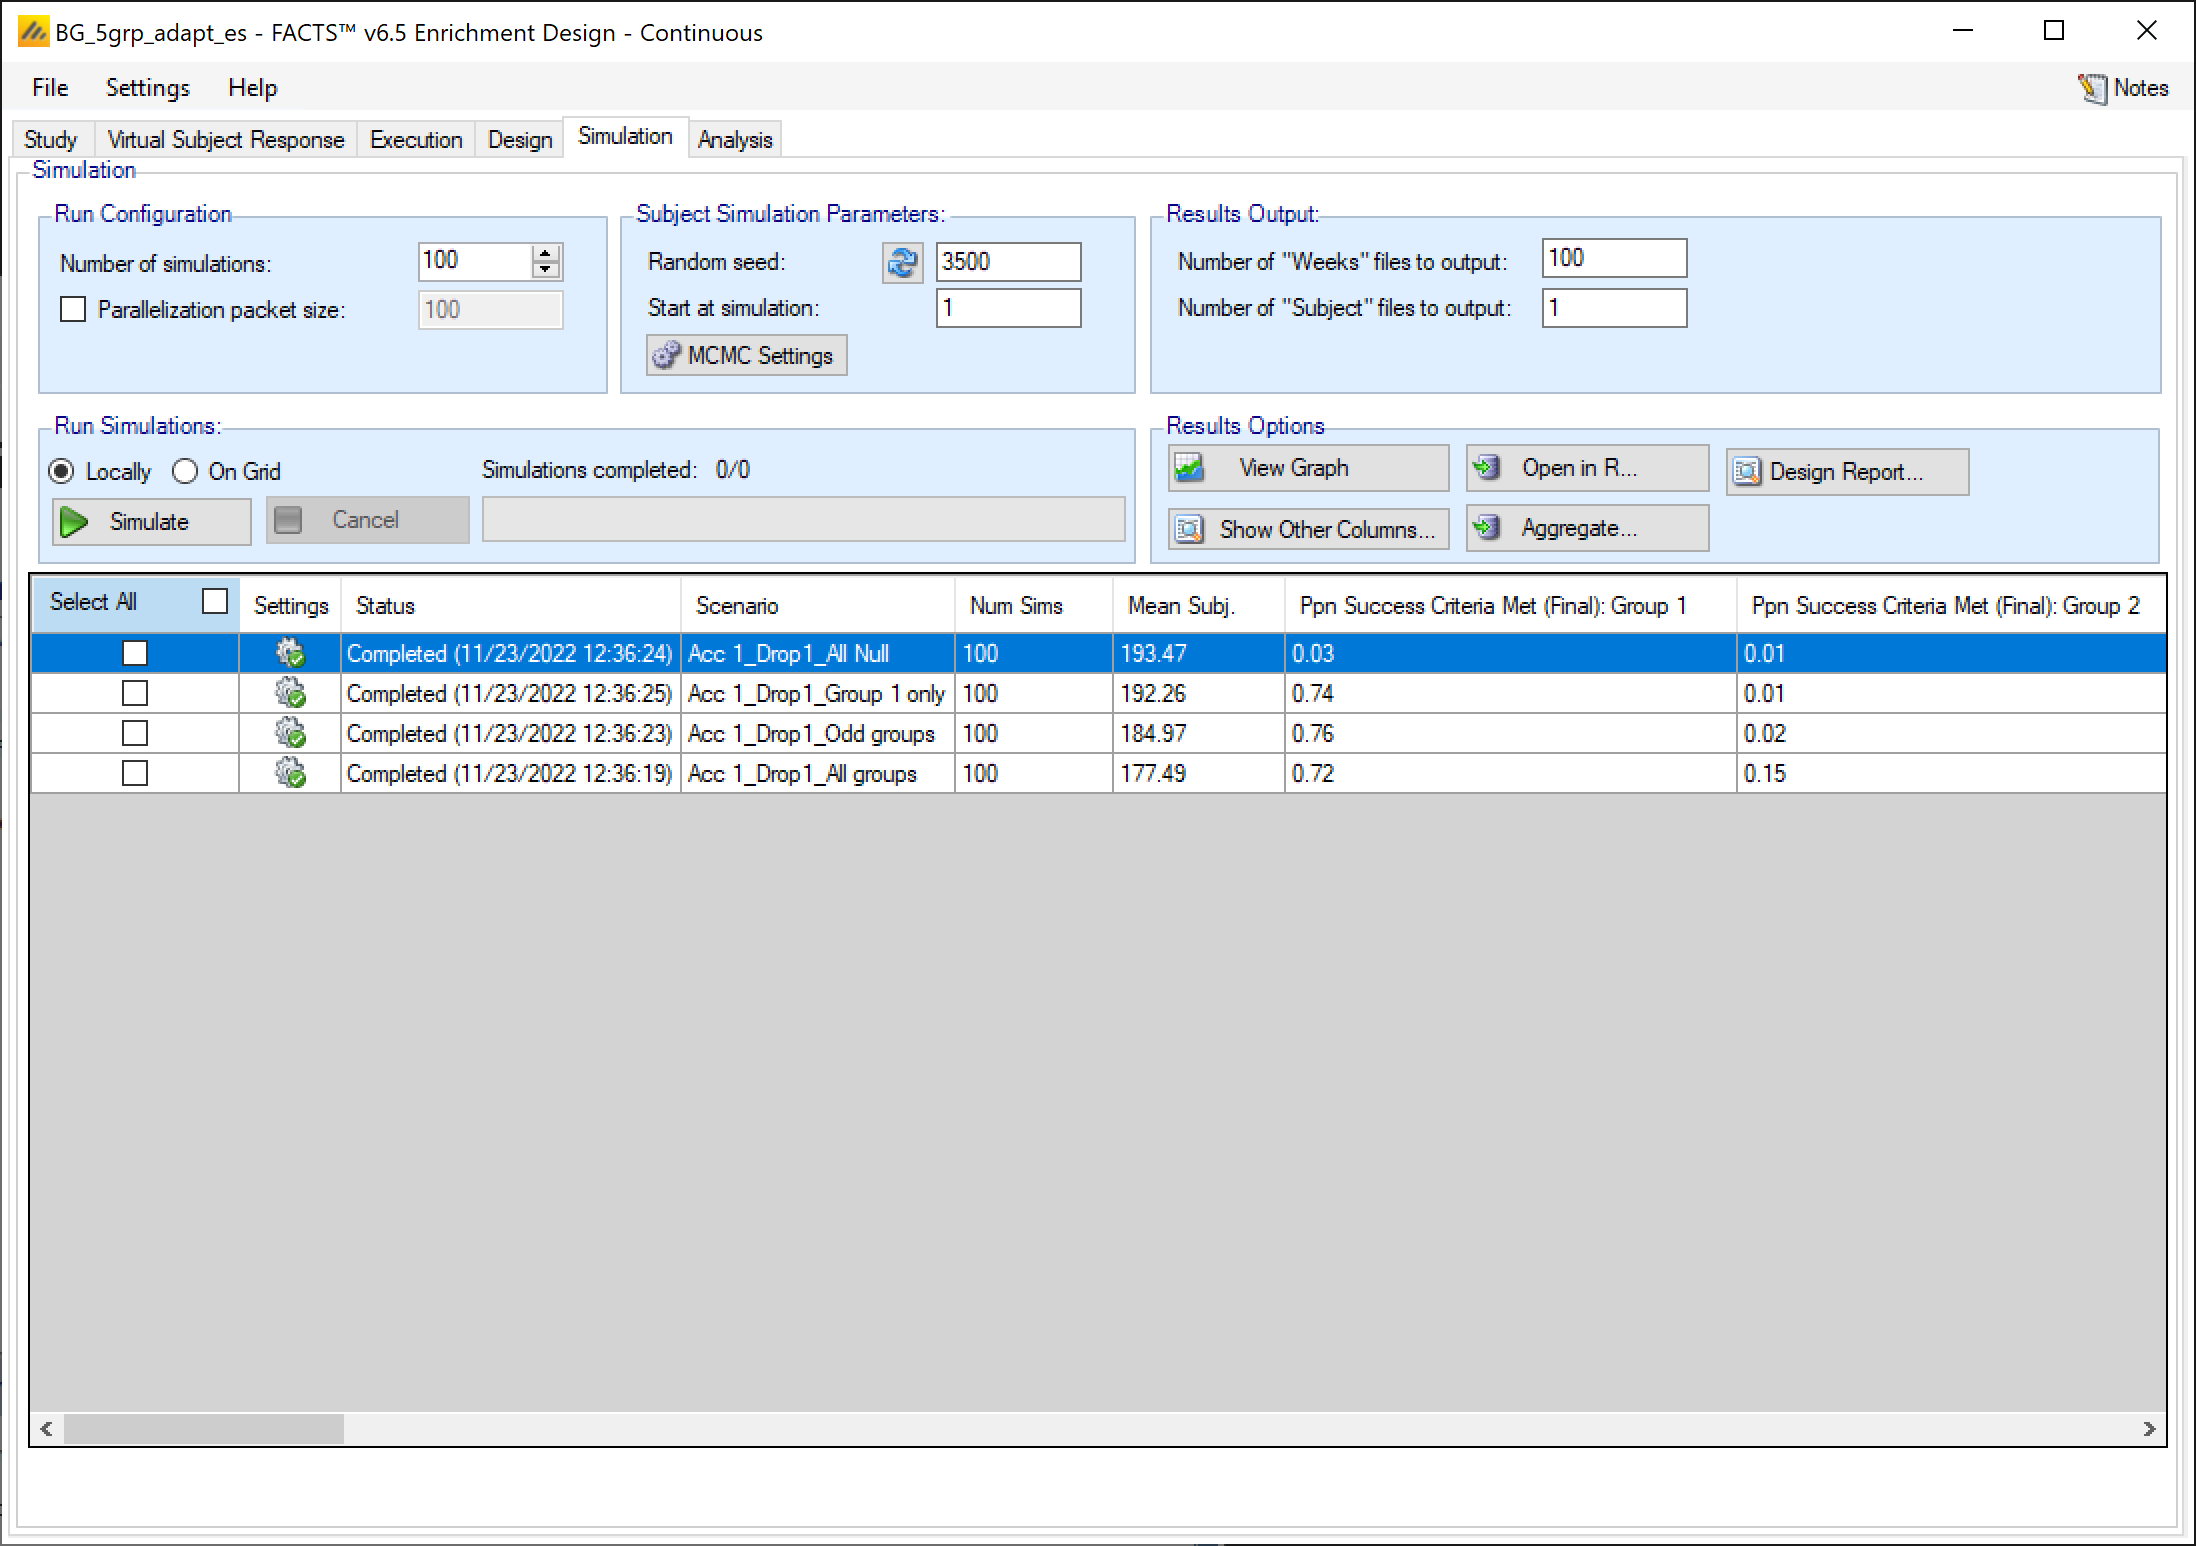 BG_5grp_adapt_es - FACTS™ v6.5 Enrichment Design - Continuous
File Settings Help Notes
Study Virtual Subject Response Execution Design Simulation Analysis
Simulation
Run Configuration
Number of simulations: 100
Parallelization packet size: 100
Subject Simulation Parameters:
Random seed: 3500
Start at simulation: 1
MCMC Settings
Results Output:
Number of "Weeks" files to output: 100
Number of "Subject" files to output: 1
Run Simulations:
Locally On Grid Simulations completed: 0/0
Simulate Cancel
Results Options
View Graph Open in R... Design Report...
Show Other Columns... Aggregate...
Select All Settings Status Scenario Num Sims Mean Subj. Ppn Success Criteria Met (Final): Group 1 Ppn Success Criteria Met (Final): Group 2
Completed (11/23/2022 12:36:24) Acc 1_Drop1_All Null 100 193.47 0.03 0.01
Completed (11/23/2022 12:36:25) Acc 1_Drop1_Group 1 only 100 192.26 0.74 0.01
Completed (11/23/2022 12:36:23) Acc 1_Drop1_Odd groups 100 184.97 0.76 0.02
Completed (11/23/2022 12:36:19) Acc 1_Drop1_All groups 100 177.49 0.72 0.15